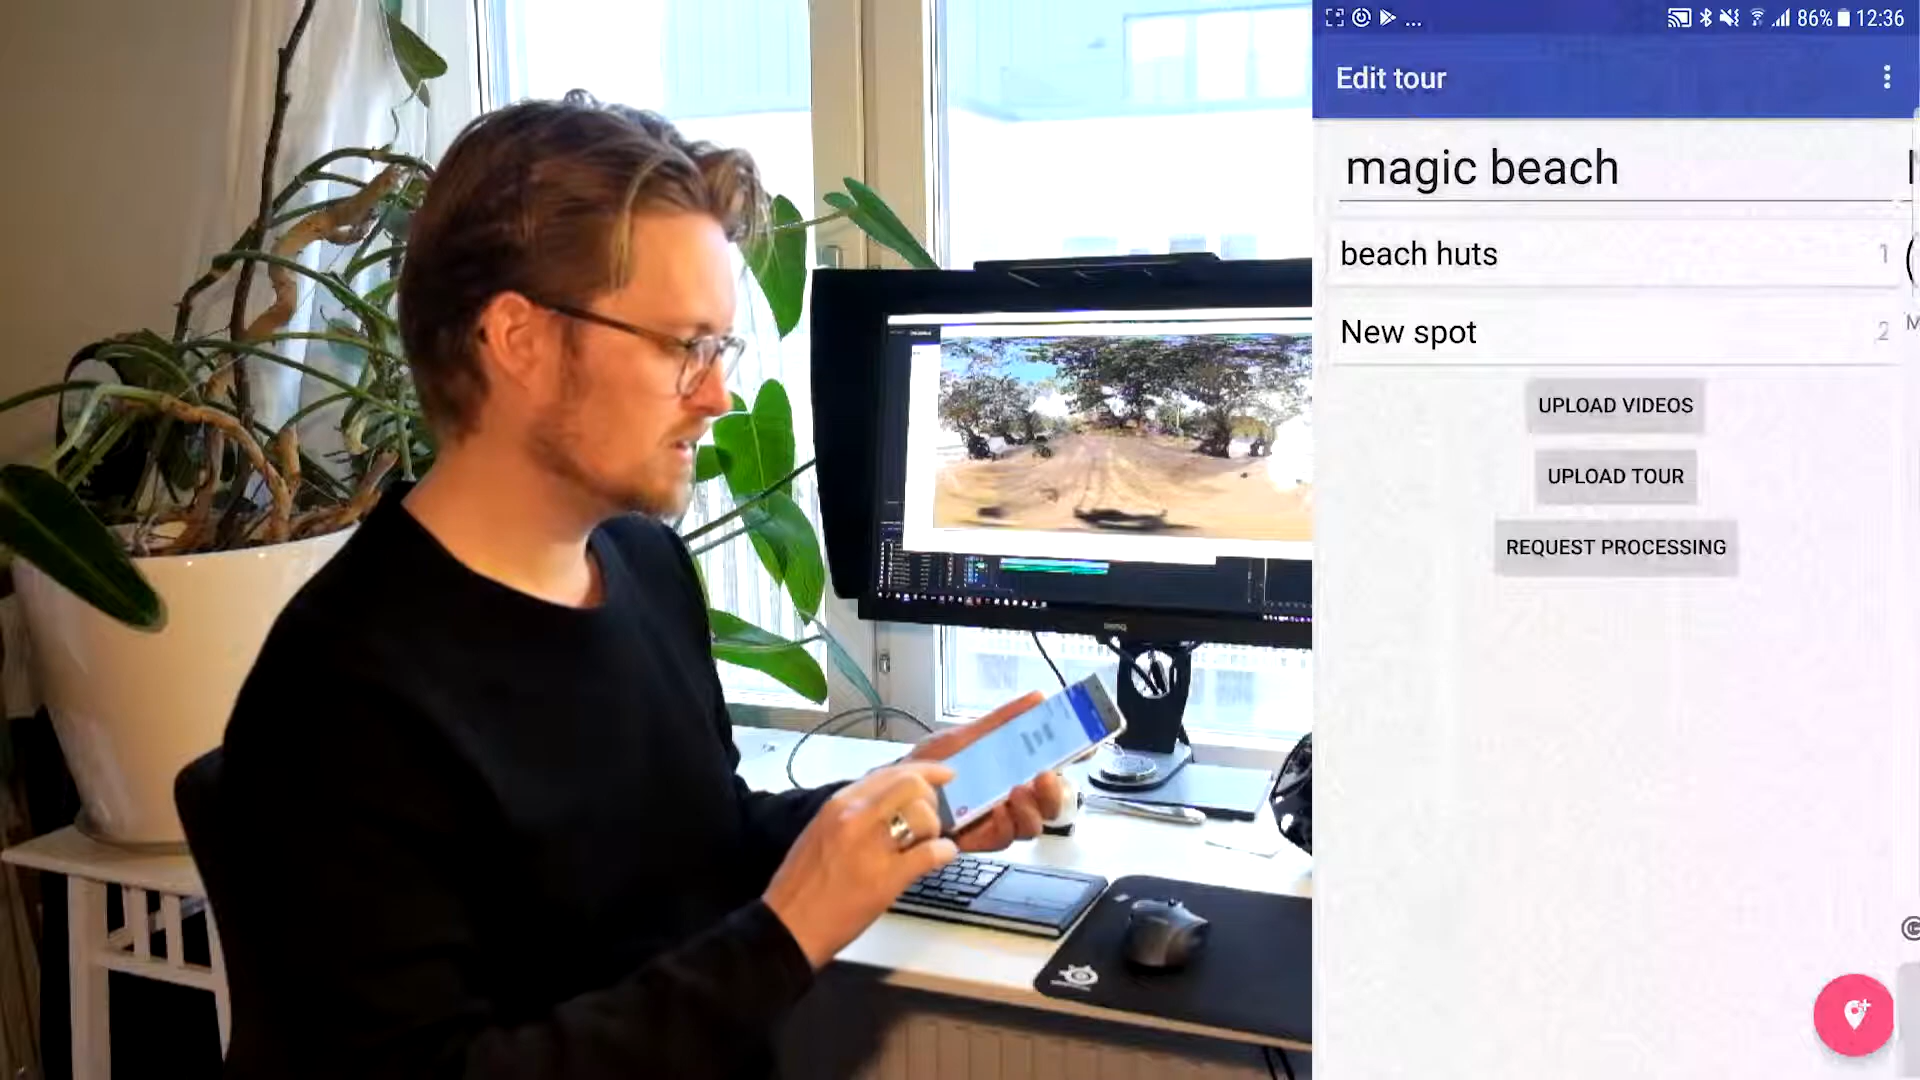 ... 86% 12:36
Edit tour
magic beach
beach huts 1
New spot 2
UPLOAD VIDEOS
UPLOAD TOUR
REQUEST PROCESSING
BenQ